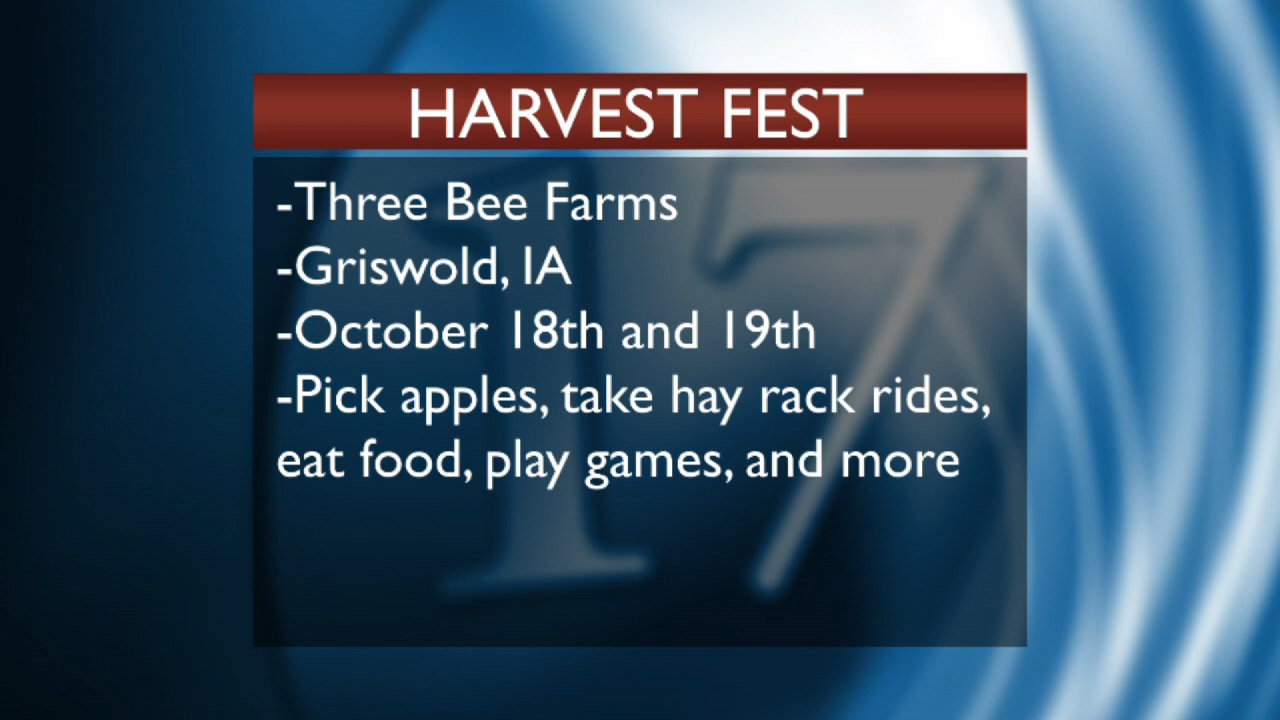 HARVEST FEST
-Three Bee Farms
-Griswold, IA
-October 18th and 19th
-Pick apples, take hay rack rides,
eat food, play games, and more
17